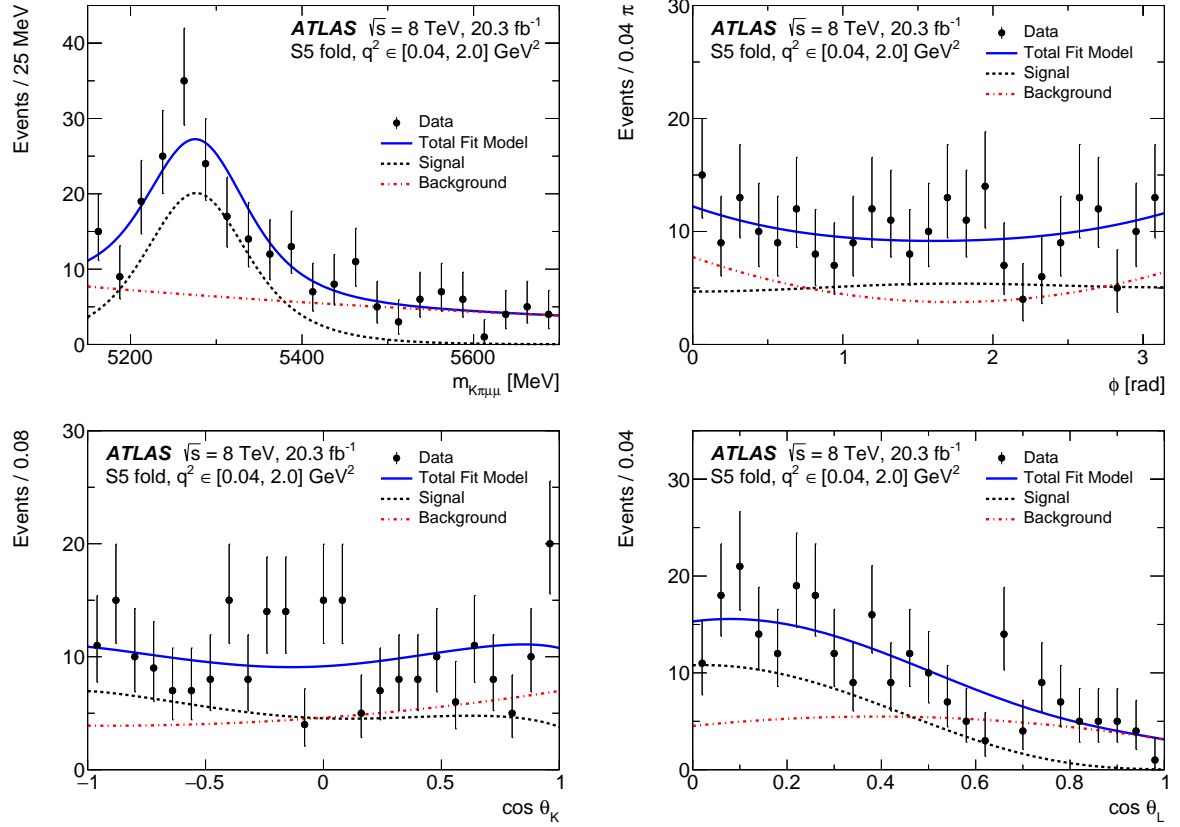 ATLAS √s = 8 TeV, 20.3 fb⁻¹
S5 fold, q² ∈ [0.04, 2.0] GeV²
Data
Total Fit Model
Signal
Background
Events / 25 MeV
40
30
20
10
0
5200 5400 5600
m_Kπμμ [MeV]
ATLAS √s = 8 TeV, 20.3 fb⁻¹
S5 fold, q² ∈ [0.04, 2.0] GeV²
Data
Total Fit Model
Signal
Background
Events / 0.04 π
30
20
10
0
0 1 2 3
ϕ [rad]
ATLAS √s = 8 TeV, 20.3 fb⁻¹
S5 fold, q² ∈ [0.04, 2.0] GeV²
Data
Total Fit Model
Signal
Background
Events / 0.08
30
20
10
0
−1 −0.5 0 0.5 1
cos θ_K
ATLAS √s = 8 TeV, 20.3 fb⁻¹
S5 fold, q² ∈ [0.04, 2.0] GeV²
Data
Total Fit Model
Signal
Background
Events / 0.04
30
20
10
0
0 0.2 0.4 0.6 0.8 1
cos θ_L